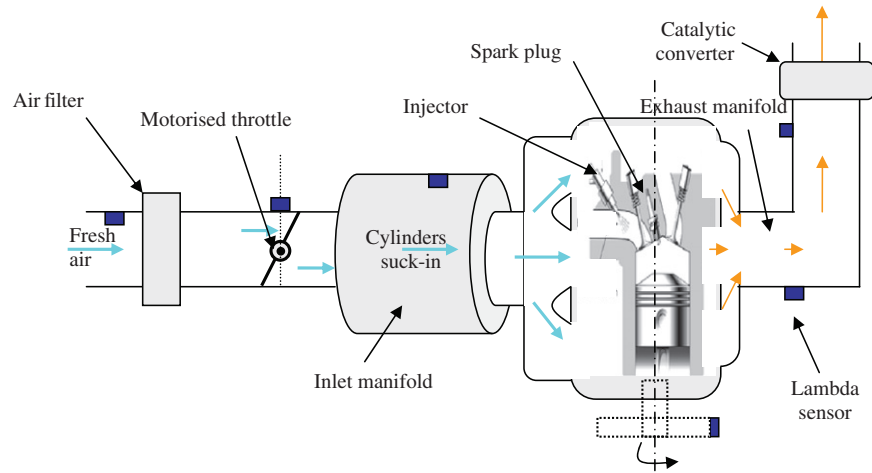 Catalytic
converter
Spark plug
Air filter
Injector
Exhaust manifold
Motorised throttle
Fresh
air
Cylinders
suck-in
Inlet manifold
Lambda
sensor